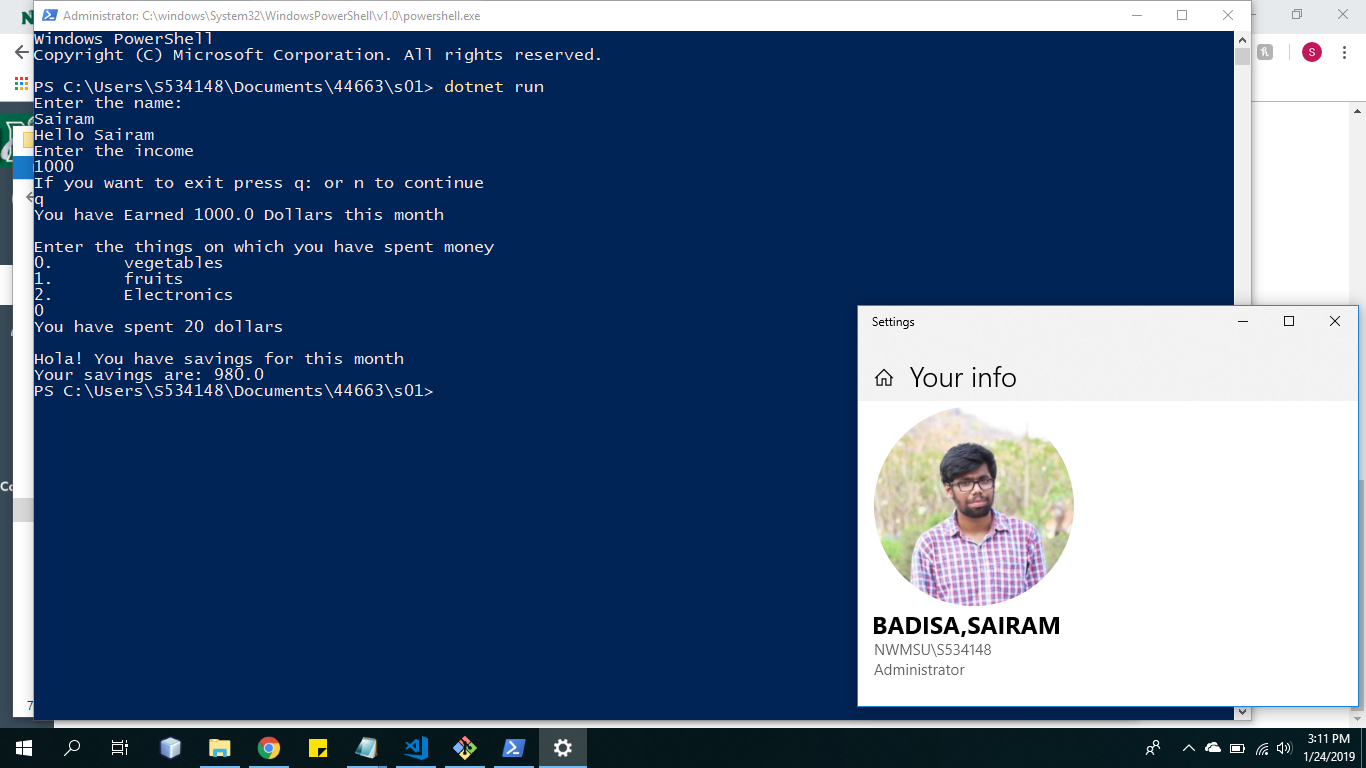 Administrator: C:\windows\System32\WindowsPowerShell\v1.0\powershell.exe
Windows PowerShell
Copyright (C) Microsoft Corporation. All rights reserved.
PS C:\Users\S534148\Documents\44663\s01> dotnet run
Enter the name:
Sairam
Hello Sairam
Enter the income
1000
If you want to exit press q: or n to continue
q
You have Earned 1000.0 Dollars this month
Enter the things on which you have spent money
0. vegetables
1. fruits
2. Electronics
0
You have spent 20 dollars
Hola! You have savings for this month
Your savings are: 980.0
PS C:\Users\S534148\Documents\44663\s01>
S
Settings
Your info
BADISA,SAIRAM
NWMSU\S534148
Administrator
7
3:11 PM
1/24/2019